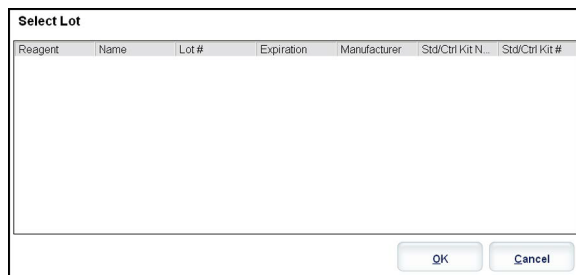 Select Lot
Reagent Name Lot # Expiration Manufacturer Std/Ctrl Kit N... Std/Ctrl Kit #
OK Cancel